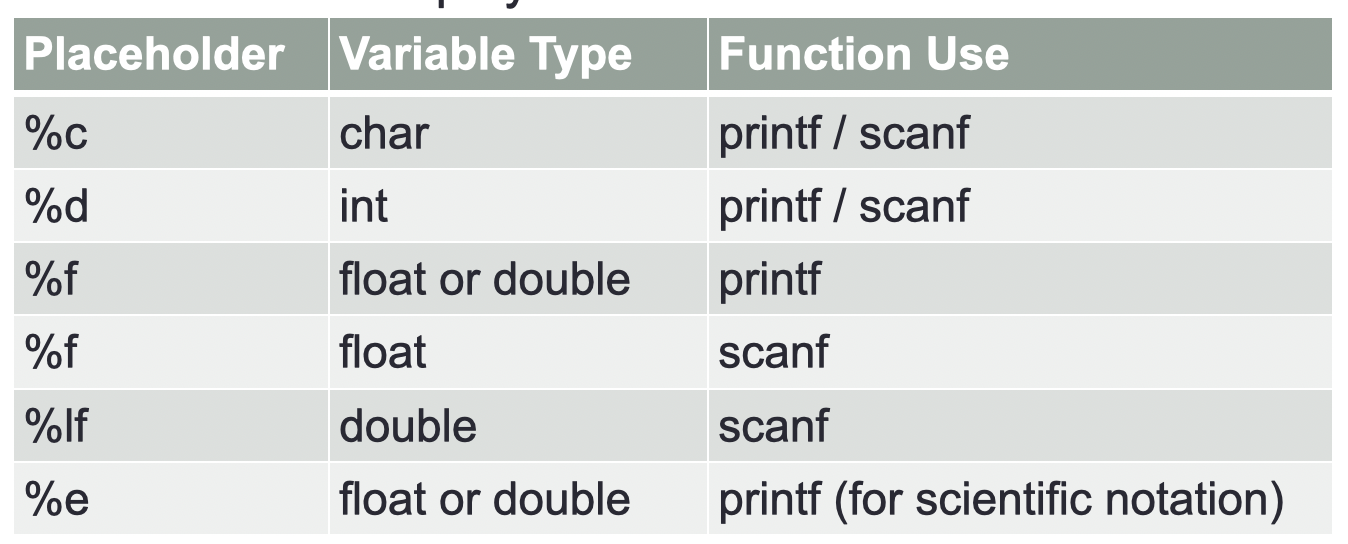 Placeholder Variable Type Function Use
%c char printf / scanf
%d int printf / scanf
%f float or double printf
%f float scanf
%lf double scanf
%e float or double printf (for scientific notation)